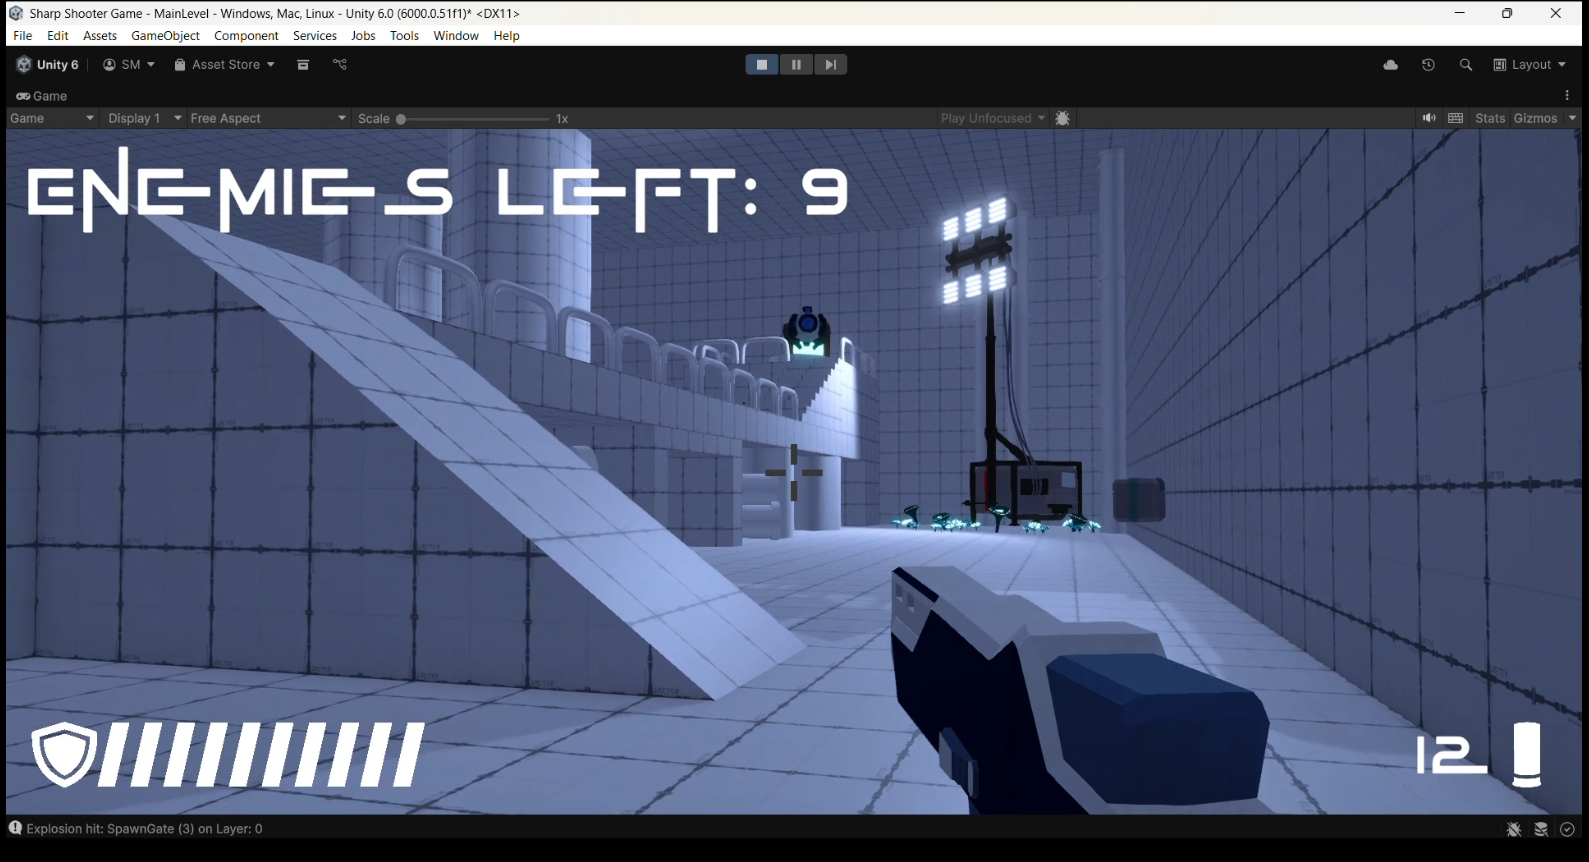 Sharp Shooter Game - MainLevel - Windows, Mac, Linux - Unity 6.0 (6000.0.51f1)* <DX11>
File Edit Assets GameObject Component Services Jobs Tools Window Help
Unity 6 SM Asset Store Layout
Game
Game Display 1 Free Aspect Scale 1x Play Unfocused Stats Gizmos
ENEMIES LEFT: 9
12
Explosion hit: SpawnGate (3) on Layer: 0